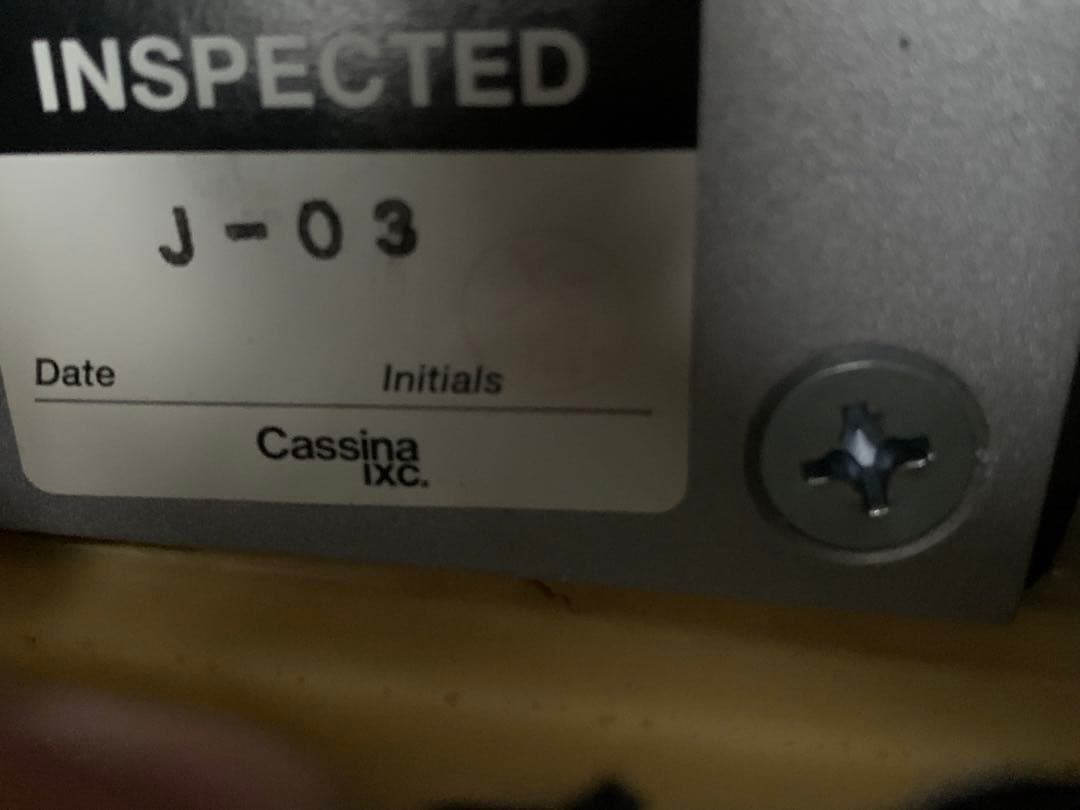 INSPECTED
J-03
Date Initials
Cassina
IXC.